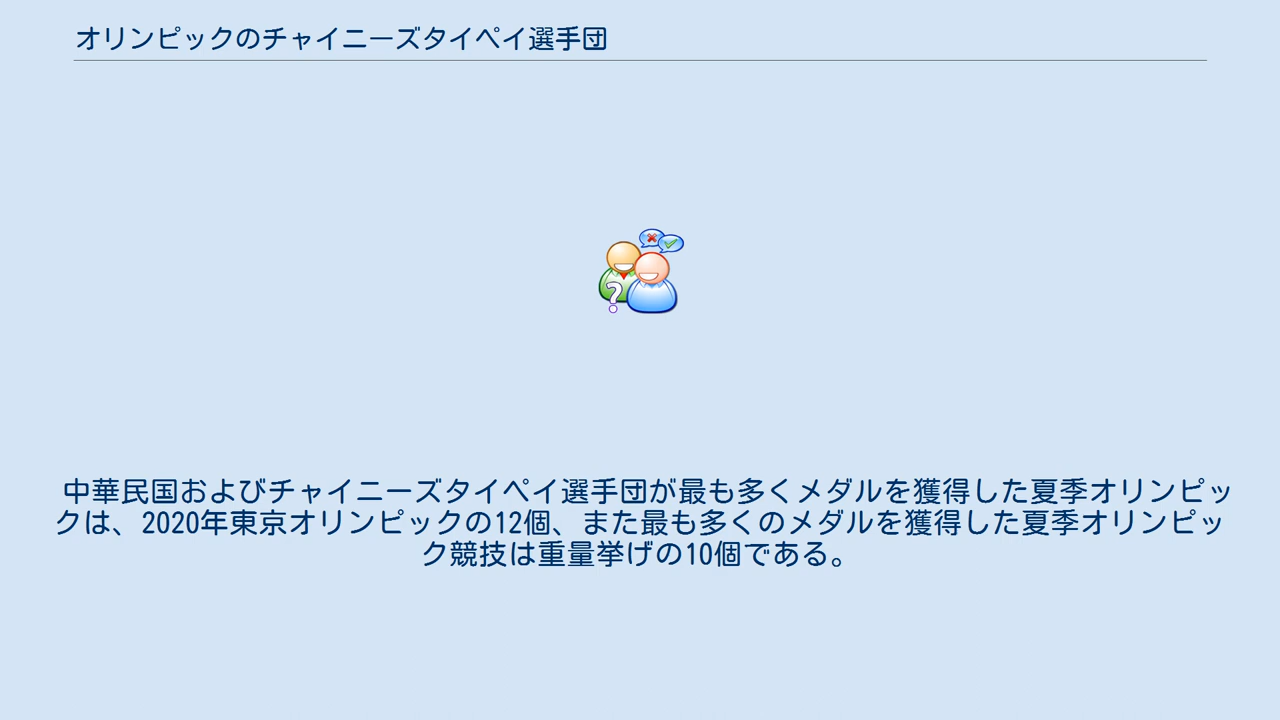 オリンピックのチャイニーズタイペイ選手団
中華民国およびチャイニーズタイペイ選手団が最も多くメダルを獲得した夏季オリンピッ
クは、2020年東京オリンピックの12個、また最も多くのメダルを獲得した夏季オリンピッ
ク競技は重量挙げの10個である。